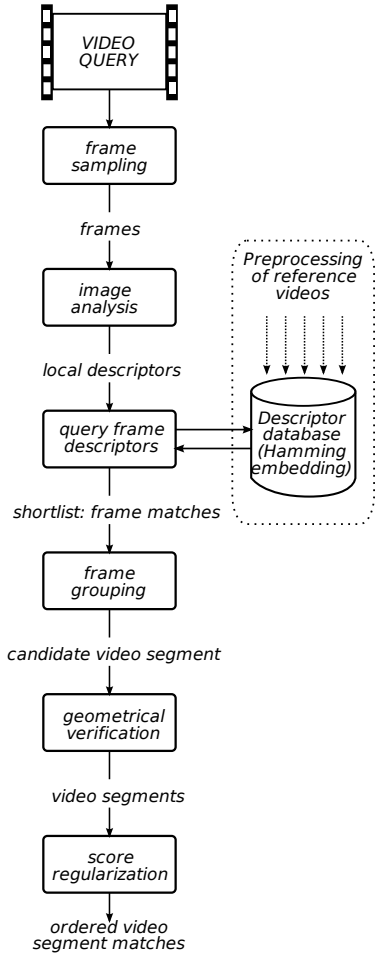 VIDEO
QUERY
frame
sampling
frames
image
analysis
local descriptors
query frame
descriptors
Preprocessing
of reference
videos
Descriptor
database
(Hamming
embedding)
shortlist: frame matches
frame
grouping
candidate video segment
geometrical
verification
video segments
score
regularization
ordered video
segment matches